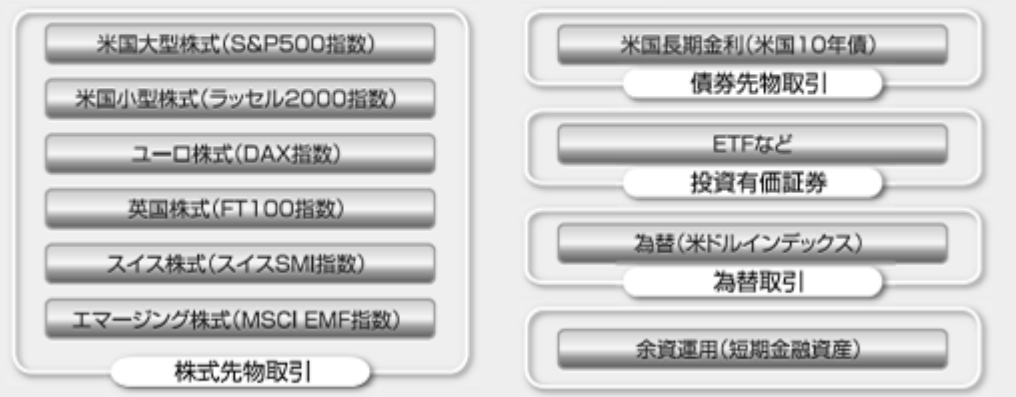 米国大型株式(S&P500指数)
米国小型株式(ラッセル2000指数)
ユーロ株式(DAX指数)
英国株式(FT100指数)
スイス株式(スイスSMI指数)
エマージング株式(MSCI EMF指数)
株式先物取引
米国長期金利(米国10年債)
債券先物取引
ETFなど
投資有価証券
為替(米ドルインデックス)
為替取引
余資運用(短期金融資産)